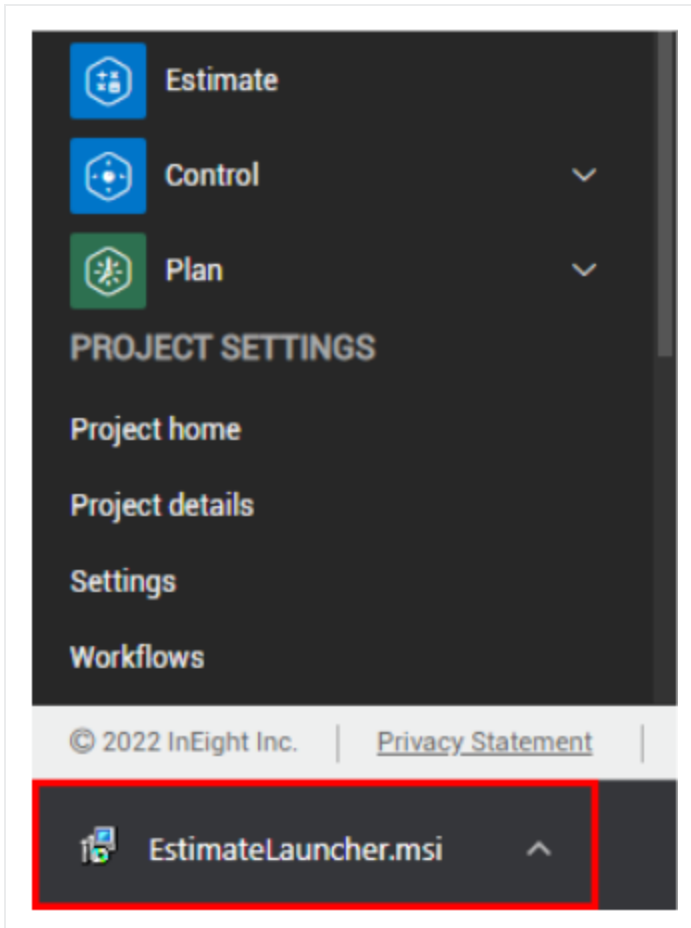 Estimate
Control
Plan
PROJECT SETTINGS
Project home
Project details
Settings
Workflows
© 2022 InEight Inc. | Privacy Statement |
EstimateLauncher.msi